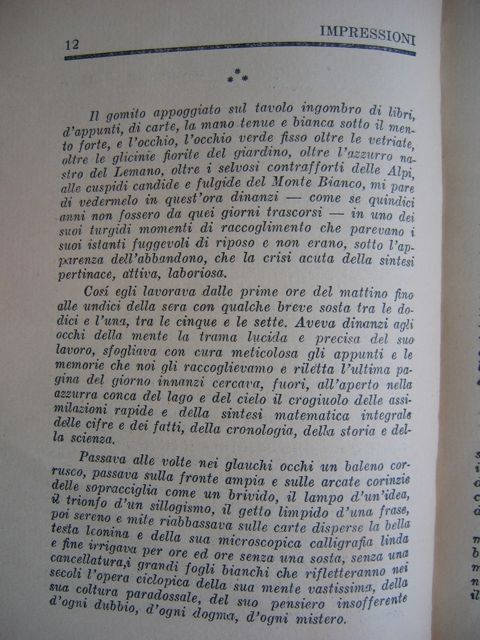 12 IMPRESSIONI
Il gomito appoggiato sul tavolo ingombro di libri,
d'appunti, di carte, la mano tenue e bianca sotto il men-
to forte, e l'occhio, l'occhio verde fisso oltre le vetriate,
oltre le glicinie fiorite del giardino, oltre l'azzurro na-
stro del Lemano, oltre i selvosi contrafforti delle Alpi,
alle cuspidi candide e fulgide del Monte Bianco, mi pare
di vedermelo in quest'ora dinanzi — come se quindici
anni non fossero da quei giorni trascorsi — in uno dei
suoi turgidi momenti di raccoglimento che parevano i
suoi istanti fuggevoli di riposo e non erano, sotto l'ap-
parenza dell'abbandono, che la crisi acuta della sintesi
pertinace, attiva, laboriosa.
Così egli lavorava dalle prime ore del mattino fino
alle undici della sera con qualche breve sosta tra le do-
dici e l'una, tra le cinque e le sette. Aveva dinanzi agli
occhi della mente la trama lucida e precisa del suo
lavoro, sfogliava con cura meticolosa gli appunti e le
memorie che noi gli raccoglievamo e riletta l'ultima
pagina del giorno innanzi cercava, fuori, all'aperto nella
azzurra conca del lago e del cielo il crogiuolo delle assi-
milazioni rapide e della sintesi matematica integrale
delle cifre e dei fatti, della cronologia, della storia e del-
la scienza.
Passava alle volte nei glauchi occhi un baleno cor-
rusco, passava sulla fronte ampia e sulle arcate corinzie
delle sopracciglia come un brivido, il lampo d'un'idea,
il trionfo d'un sillogismo, il getto limpido d'una frase,
poi sereno e mite riabbassava sulle carte disperse la bella
testa leonina e della sua microscopica calligrafia linda
e fine irrigava per ore ed ore senza una sosta, senza una
cancellatura,i grandi fogli bianchi che rifletteranno nei
secoli l'opera ciclopica della sua mente vastissima, della
sua coltura paradossale, del suo pensiero insofferente
d'ogni dubbio, d'ogni dogma, d'ogni mistero.